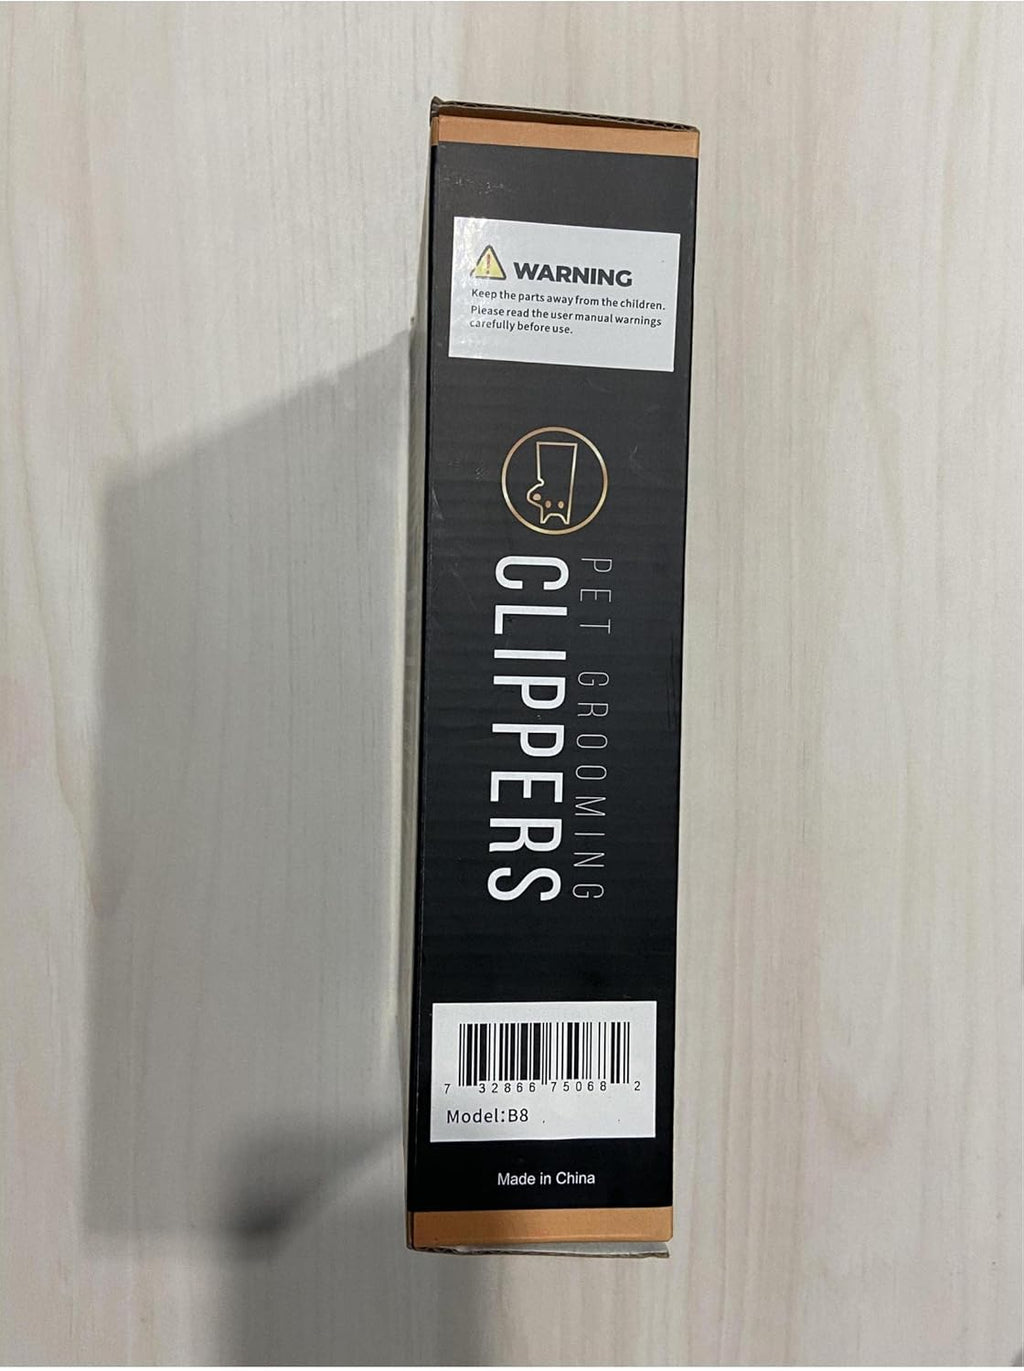 WARNING
Keep the parts away from the children.
Please read the user manual warnings
carefully before use.
PET GROOMING
CLIPPERS
7 32866 75068 2
Model:B8
Made in China